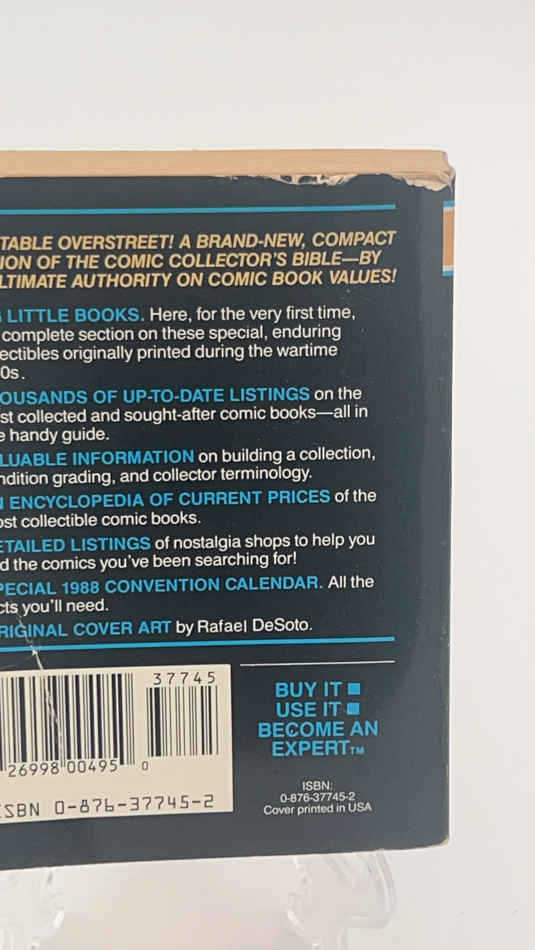 TABLE OVERSTREET! A BRAND-NEW, COMPACT
ION OF THE COMIC COLLECTOR'S BIBLE—BY
LTIMATE AUTHORITY ON COMIC BOOK VALUES!
LITTLE BOOKS. Here, for the very first time,
complete section on these special, enduring
ectibles originally printed during the wartime
0s.
OUSANDS OF UP-TO-DATE LISTINGS on the
st collected and sought-after comic books—all in
e handy guide.
LUABLE INFORMATION on building a collection,
ndition grading, and collector terminology.
ENCYCLOPEDIA OF CURRENT PRICES of the
ost collectible comic books.
ETAILED LISTINGS of nostalgia shops to help you
d the comics you've been searching for!
PECIAL 1988 CONVENTION CALENDAR. All the
cts you'll need.
RIGINAL COVER ART by Rafael DeSoto.
37745
26998 00495 0
ISBN 0-876-37745-2
BUY IT ■
USE IT ■
BECOME AN
EXPERT™
ISBN:
0-876-37745-2
Cover printed in USA